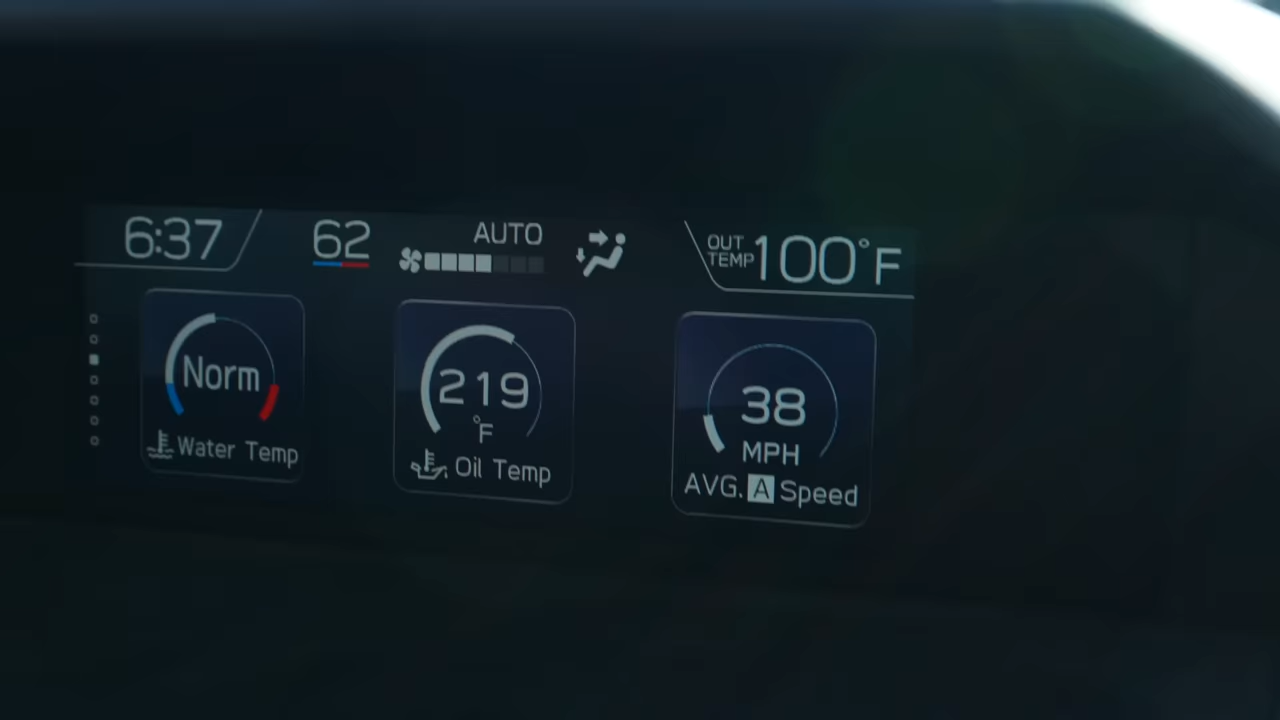 6:37
62
AUTO
OUT
TEMP
100°F
Norm
Water Temp
219
°F
Oil Temp
38
MPH
AVG. A Speed